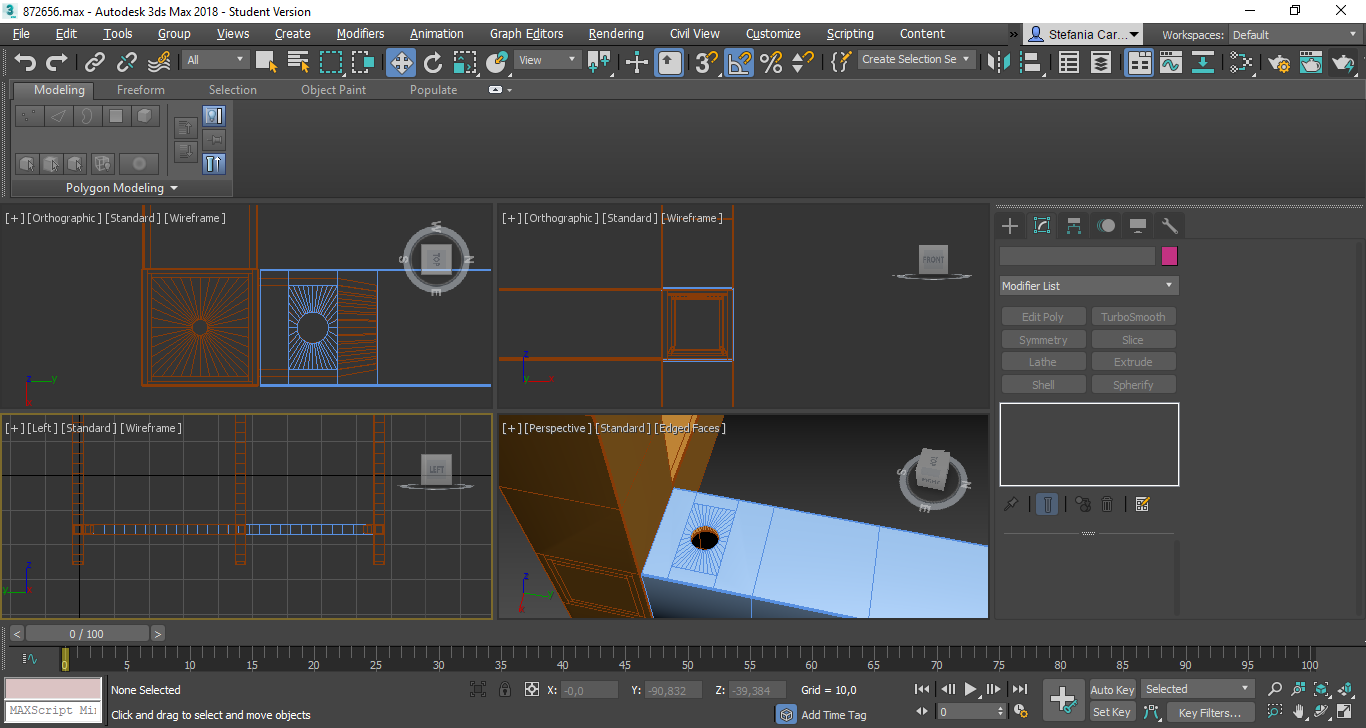 872656.max - Autodesk 3ds Max 2018 - Student Version
File Edit Tools Group Views Create Modifiers Animation Graph Editors Rendering Civil View Customize Scripting Content » Stefania Car... Workspaces: Default
All View Create Selection Se
Modeling Freeform Selection Object Paint Populate
Polygon Modeling
[+] [Orthographic] [Standard] [Wireframe]
[+] [Orthographic] [Standard] [Wireframe]
W S N E TOP
FRONT
z y
z y x
[+] [Left] [Standard] [Wireframe]
[+] [Perspective] [Standard] [Edged Faces]
LEFT
TOP RIGHT S N E
z y
z y x
Modifier List
Edit Poly TurboSmooth
Symmetry Slice
Lathe Extrude
Shell Spherify
< 0 / 100 >
0 5 10 15 20 25 30 35 40 45 50 55 60 65 70 75 80 85 90 95 100
None Selected X: -0,0 Y: -90,832 Z: -39,384 Grid = 10,0 Auto Key Selected
MAXScript Mi Click and drag to select and move objects Add Time Tag 0 Set Key Key Filters...